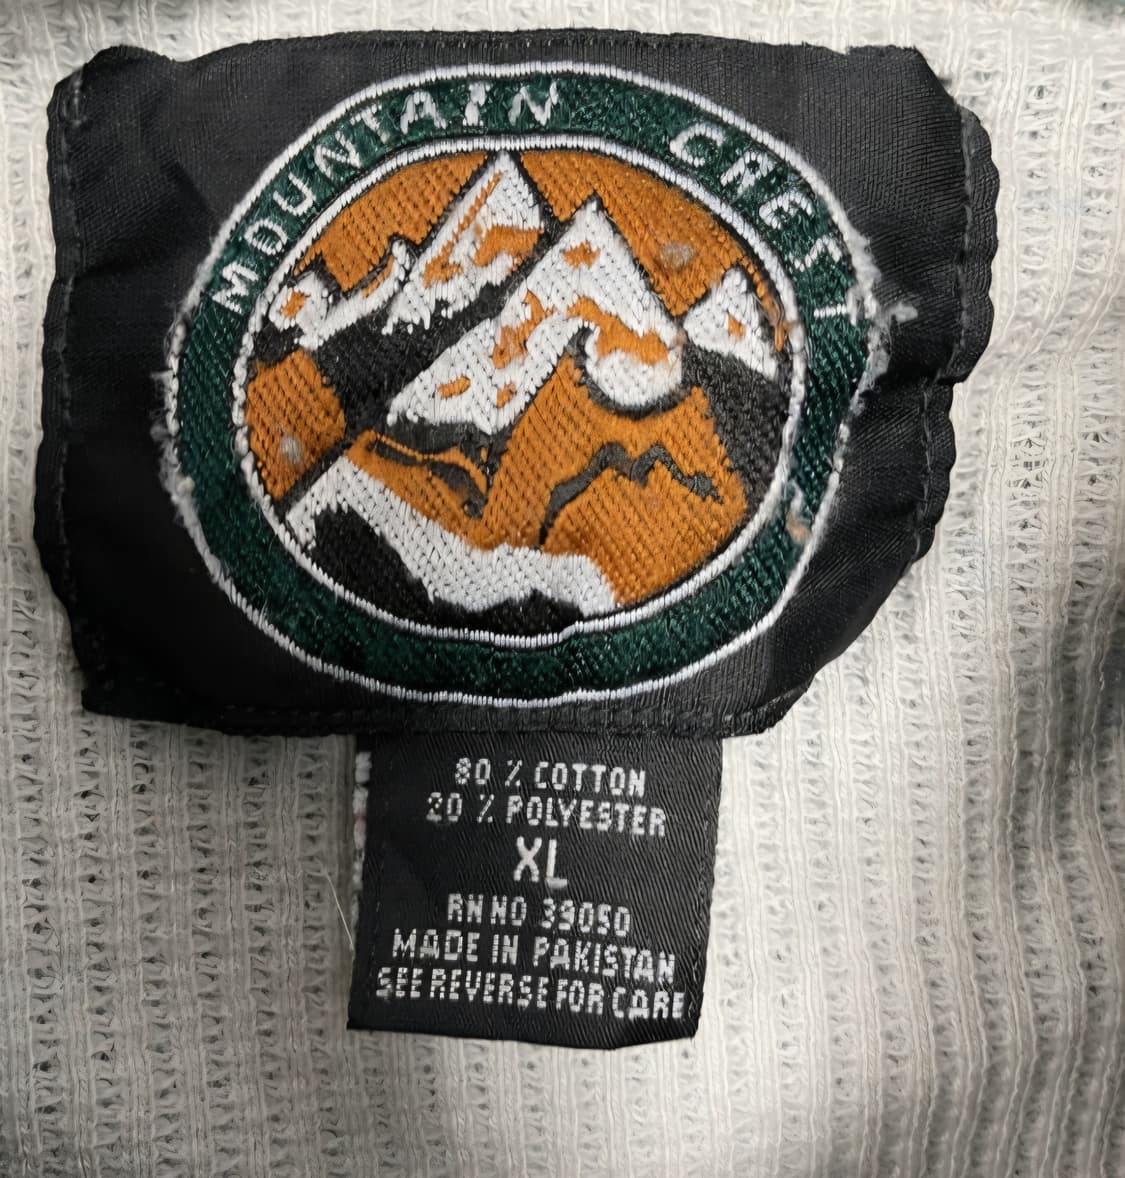 MOUNTAIN CREST
80 % COTTON
20 % POLYESTER
XL
RN NO 39050
MADE IN PAKISTAN
SEE REVERSE FOR CARE